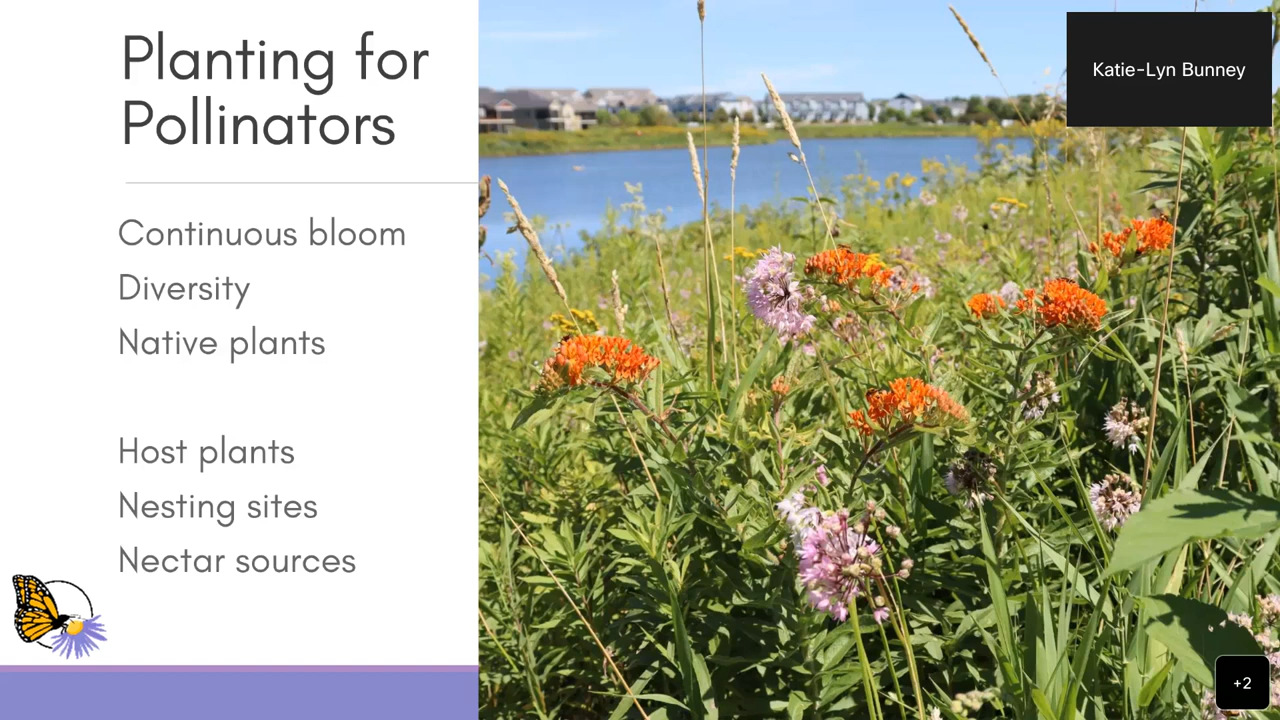 Planting for
Pollinators
Continuous bloom
Diversity
Native plants
Host plants
Nesting sites
Nectar sources
Katie-Lyn Bunney
+2